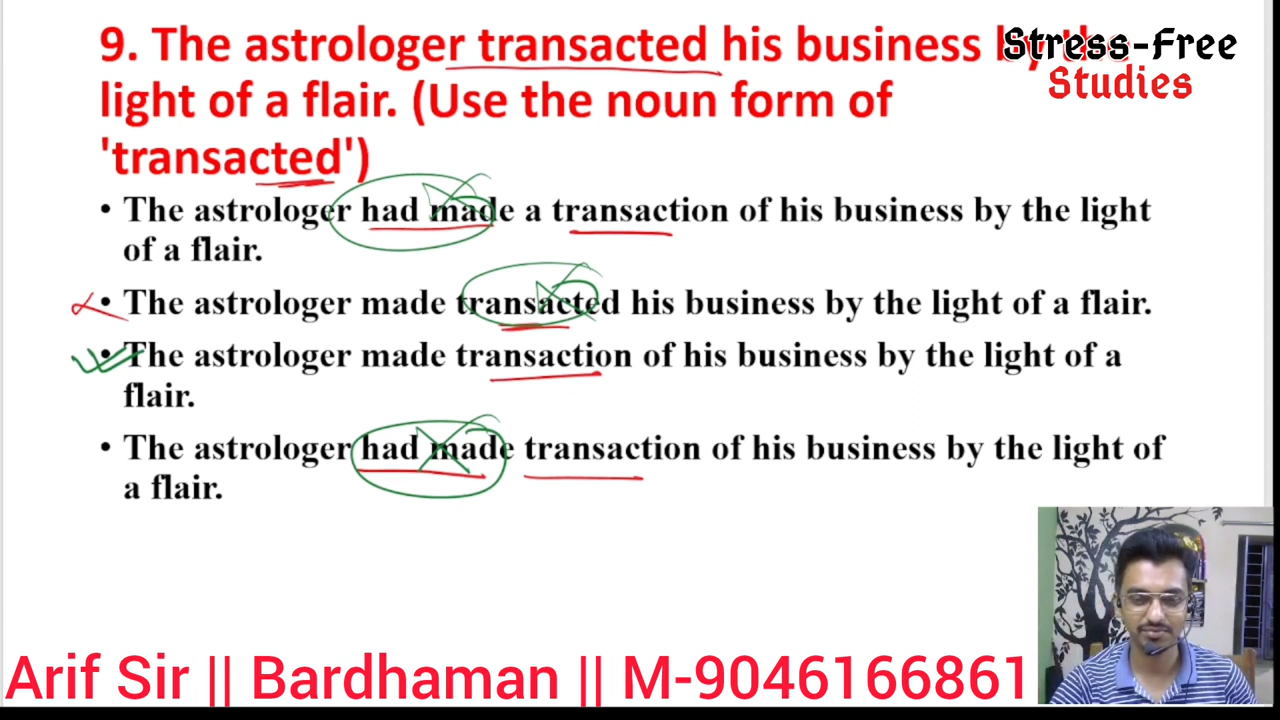 9. The astrologer transacted his business by the
Stress-Free
Studies
light of a flair. (Use the noun form of
'transacted')
• The astrologer had made a transaction of his business by the light
of a flair.
• The astrologer made transacted his business by the light of a flair.
• The astrologer made transaction of his business by the light of a
flair.
• The astrologer had made transaction of his business by the light of
a flair.
Arif Sir || Bardhaman || M-9046166861